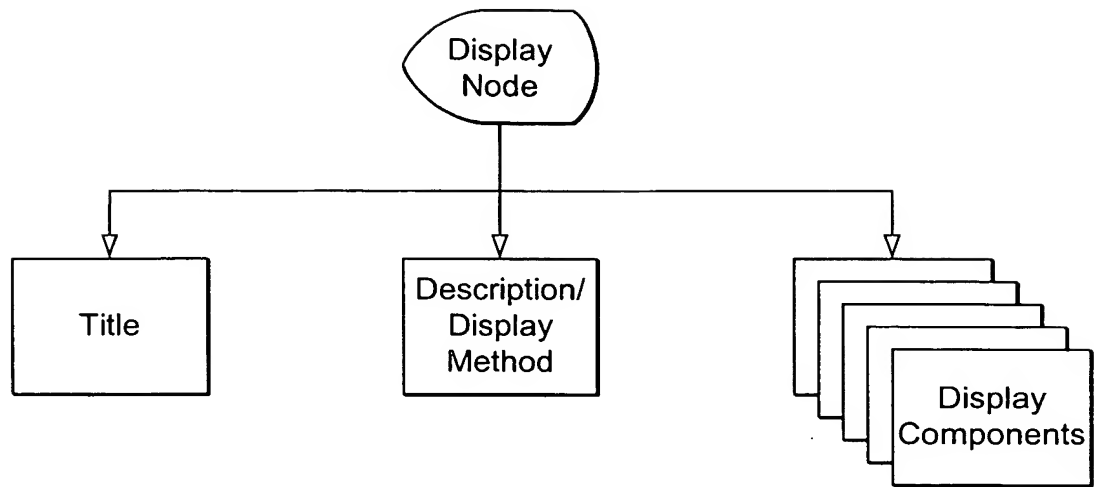 Display
Node
Title
Description/
Display
Method
Display
Components